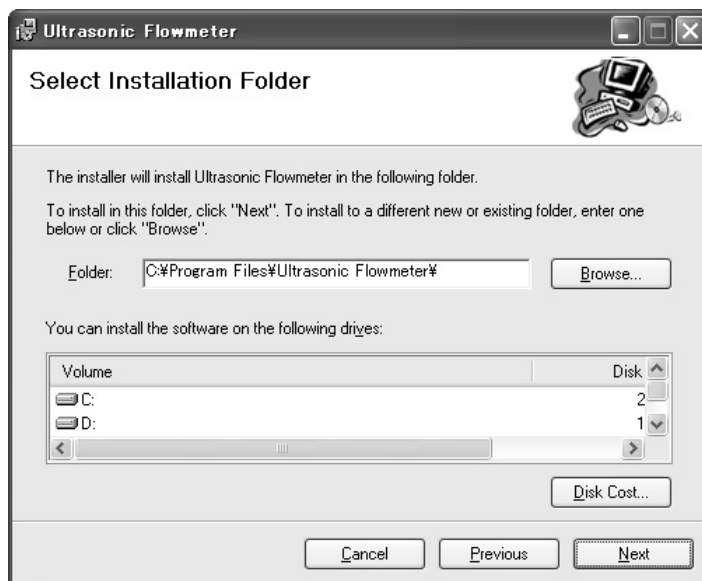 Ultrasonic Flowmeter
Select Installation Folder
The installer will install Ultrasonic Flowmeter in the following folder.
To install in this folder, click "Next". To install to a different new or existing folder, enter one
below or click "Browse".
Folder: C:¥Program Files¥Ultrasonic Flowmeter¥ Browse...
You can install the software on the following drives:
Volume Disk
C: 2
D: 1
Disk Cost...
Cancel Previous Next